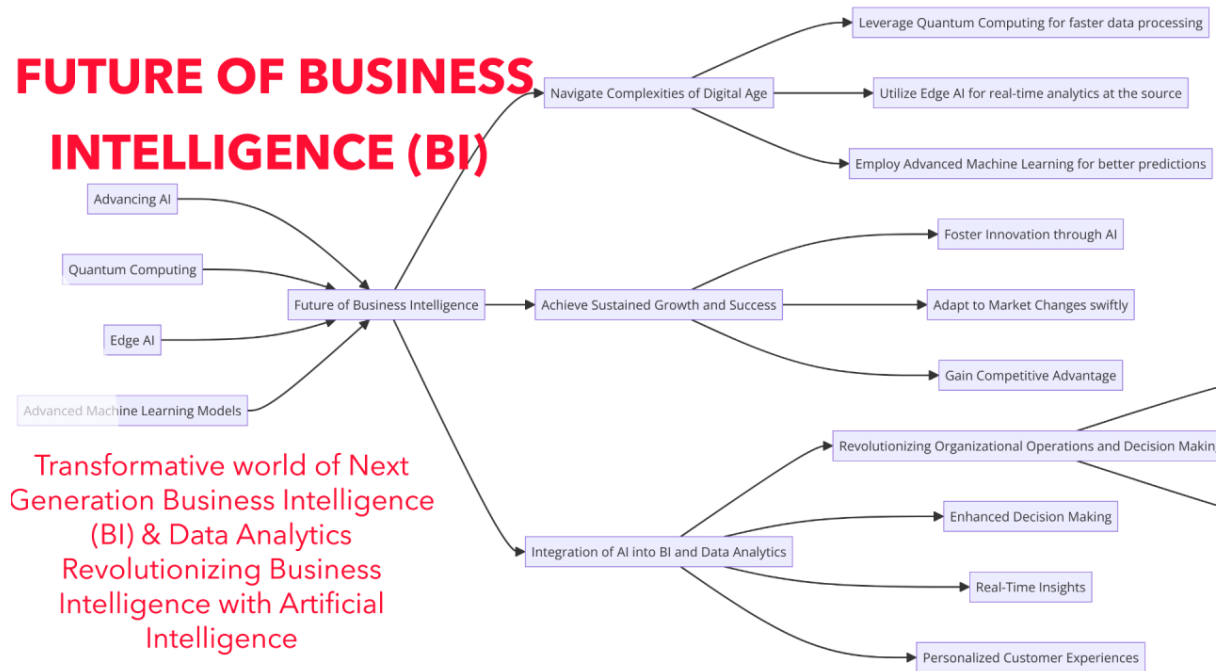 FUTURE OF BUSINESS
INTELLIGENCE (BI)
Advancing AI
Quantum Computing
Edge AI
Advanced Machine Learning Models
Future of Business Intelligence
Navigate Complexities of Digital Age
Leverage Quantum Computing for faster data processing
Utilize Edge AI for real-time analytics at the source
Employ Advanced Machine Learning for better predictions
Achieve Sustained Growth and Success
Foster Innovation through AI
Adapt to Market Changes swiftly
Gain Competitive Advantage
Integration of AI into BI and Data Analytics
Revolutionizing Organizational Operations and Decision Making
Enhanced Decision Making
Real-Time Insights
Personalized Customer Experiences
Transformative world of Next
Generation Business Intelligence
(BI) & Data Analytics
Revolutionizing Business
Intelligence with Artificial
Intelligence